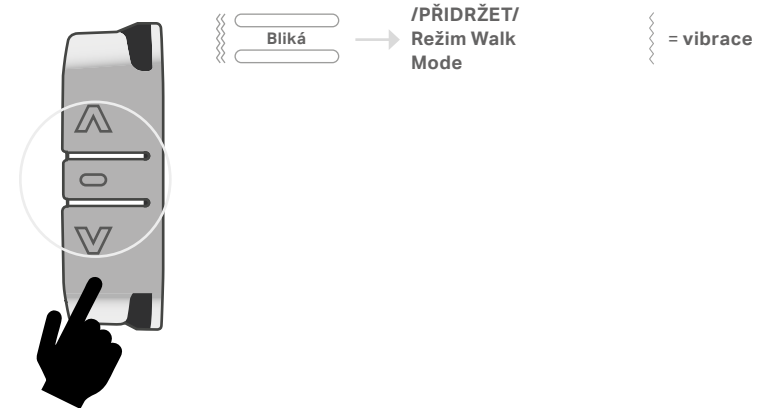 Bliká
/PŘIDRŽET/
Režim Walk
Mode
= vibrace